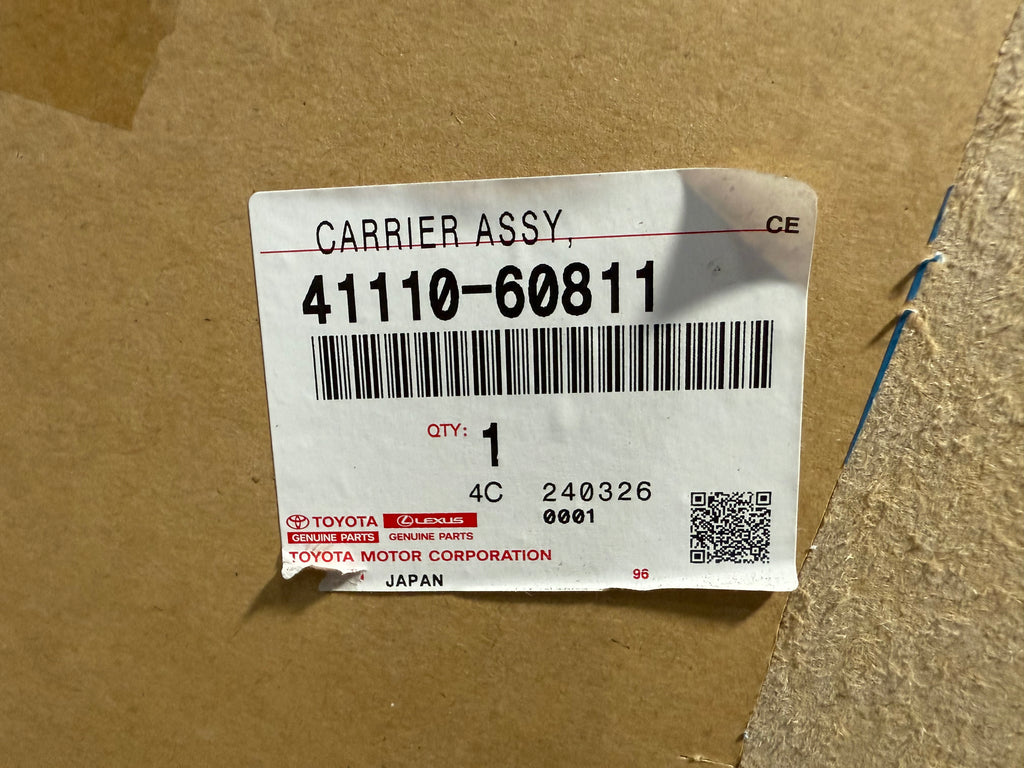 CARRIER ASSY,
CE
41110-60811
QTY: 1
4C 240326
0001
TOYOTA LEXUS
GENUINE PARTS GENUINE PARTS
TOYOTA MOTOR CORPORATION
JAPAN 96